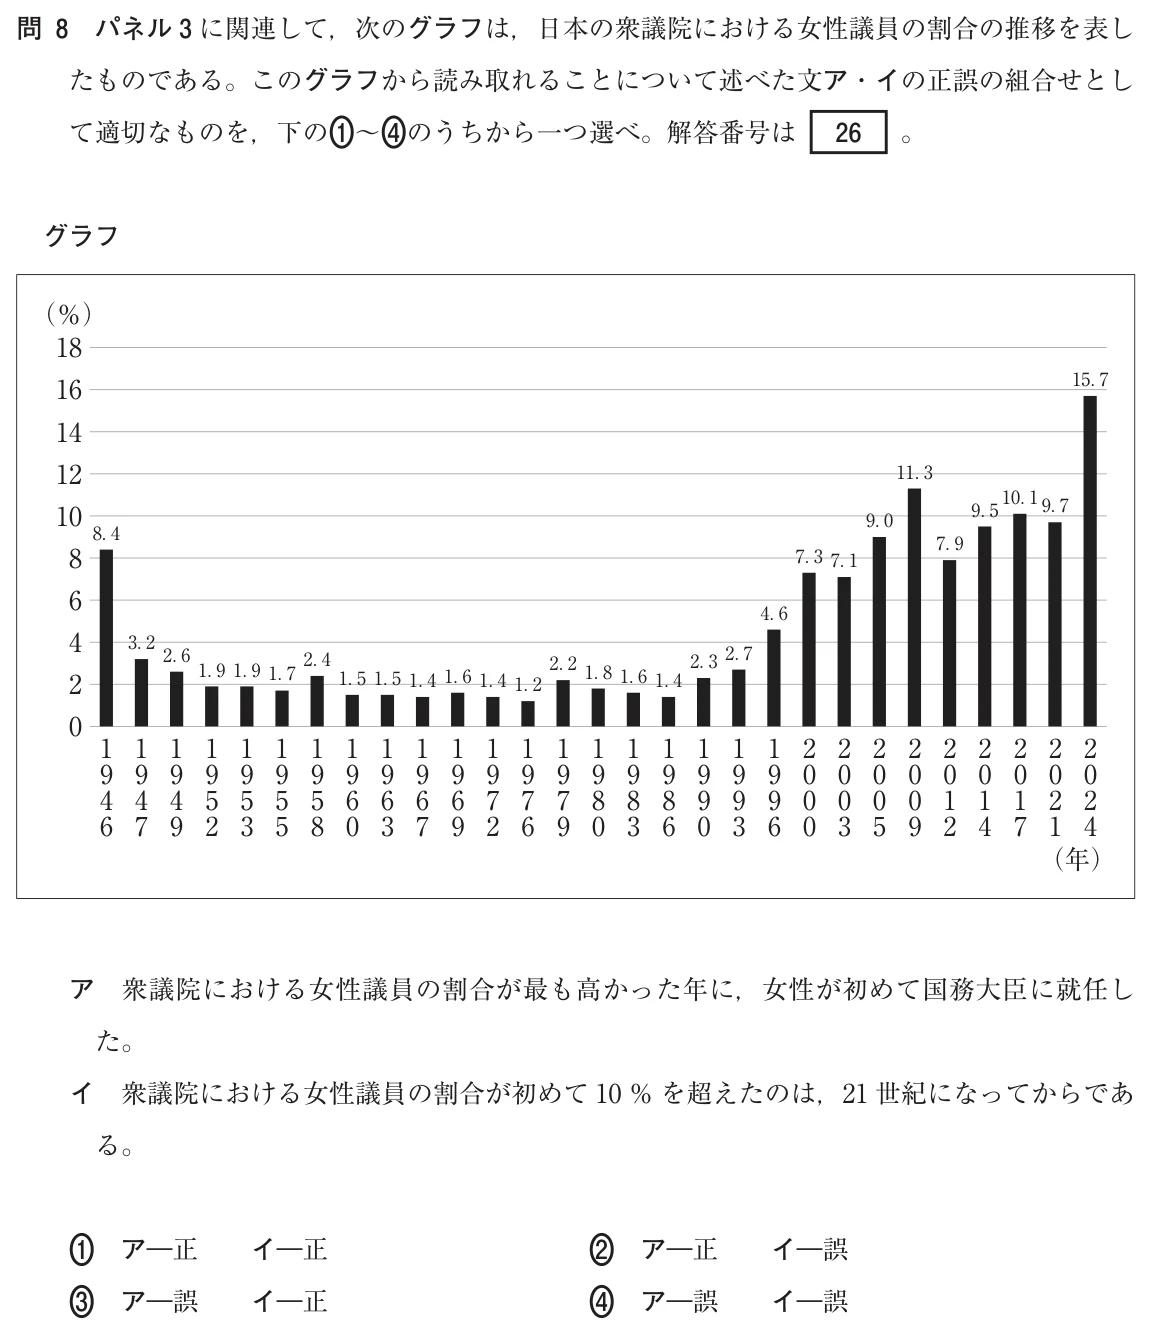 問 8 パネル 3 に関連して，次のグラフは，日本の衆議院における女性議員の割合の推移を表し
たものである。このグラフから読み取れることについて述べた文ア・イの正誤の組合せとし
て適切なものを，下の①～④のうちから一つ選べ。解答番号は 26 。
グラフ
（％）
18
16
14
12
10
8
6
4
2
0
8.4 3.2 2.6 1.9 1.9 1.7 2.4 1.5 1.5 1.4 1.6 1.4 1.2 2.2 1.8 1.6 1.4 2.3 2.7 4.6 7.3 7.1 9.0 11.3 7.9 9.5 10.1 9.7 15.7
1946 1947 1949 1952 1953 1955 1958 1960 1963 1967 1969 1972 1976 1979 1980 1983 1986 1990 1993 1996 2000 2003 2005 2009 2012 2014 2017 2021 2024
（年）
ア 衆議院における女性議員の割合が最も高かった年に，女性が初めて国務大臣に就任し
た。
イ 衆議院における女性議員の割合が初めて 10 ％ を超えたのは，21 世紀になってからであ
る。
① ア―正 イ―正 ② ア―正 イ―誤
③ ア―誤 イ―正 ④ ア―誤 イ―誤